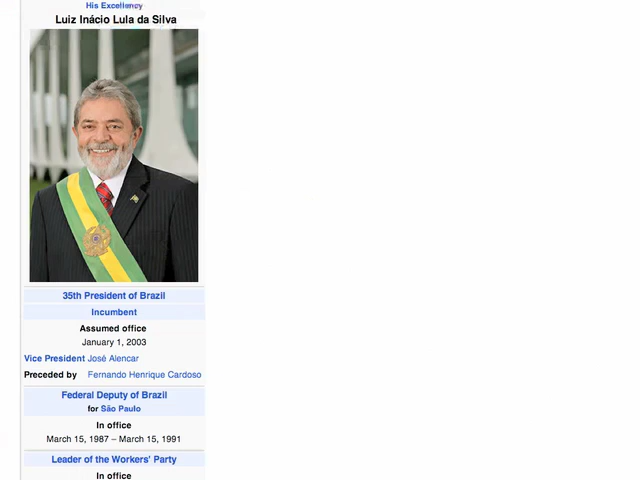 His Excellency
Luiz Inácio Lula da Silva
35th President of Brazil
Incumbent
Assumed office
January 1, 2003
Vice President José Alencar
Preceded by Fernando Henrique Cardoso
Federal Deputy of Brazil
for São Paulo
In office
March 15, 1987 – March 15, 1991
Leader of the Workers' Party
In office